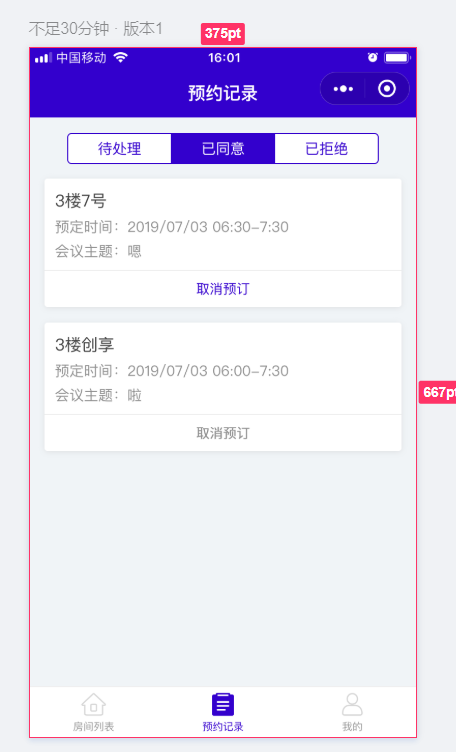 不足30分钟 · 版本1
375pt
中国移动 16:01
预约记录
待处理 已同意 已拒绝
3楼7号
预定时间：2019/07/03 06:30-7:30
会议主题：嗯
取消预订
3楼创享
预定时间：2019/07/03 06:00-7:30
会议主题：啦
取消预订
667pt
房间列表 预约记录 我的